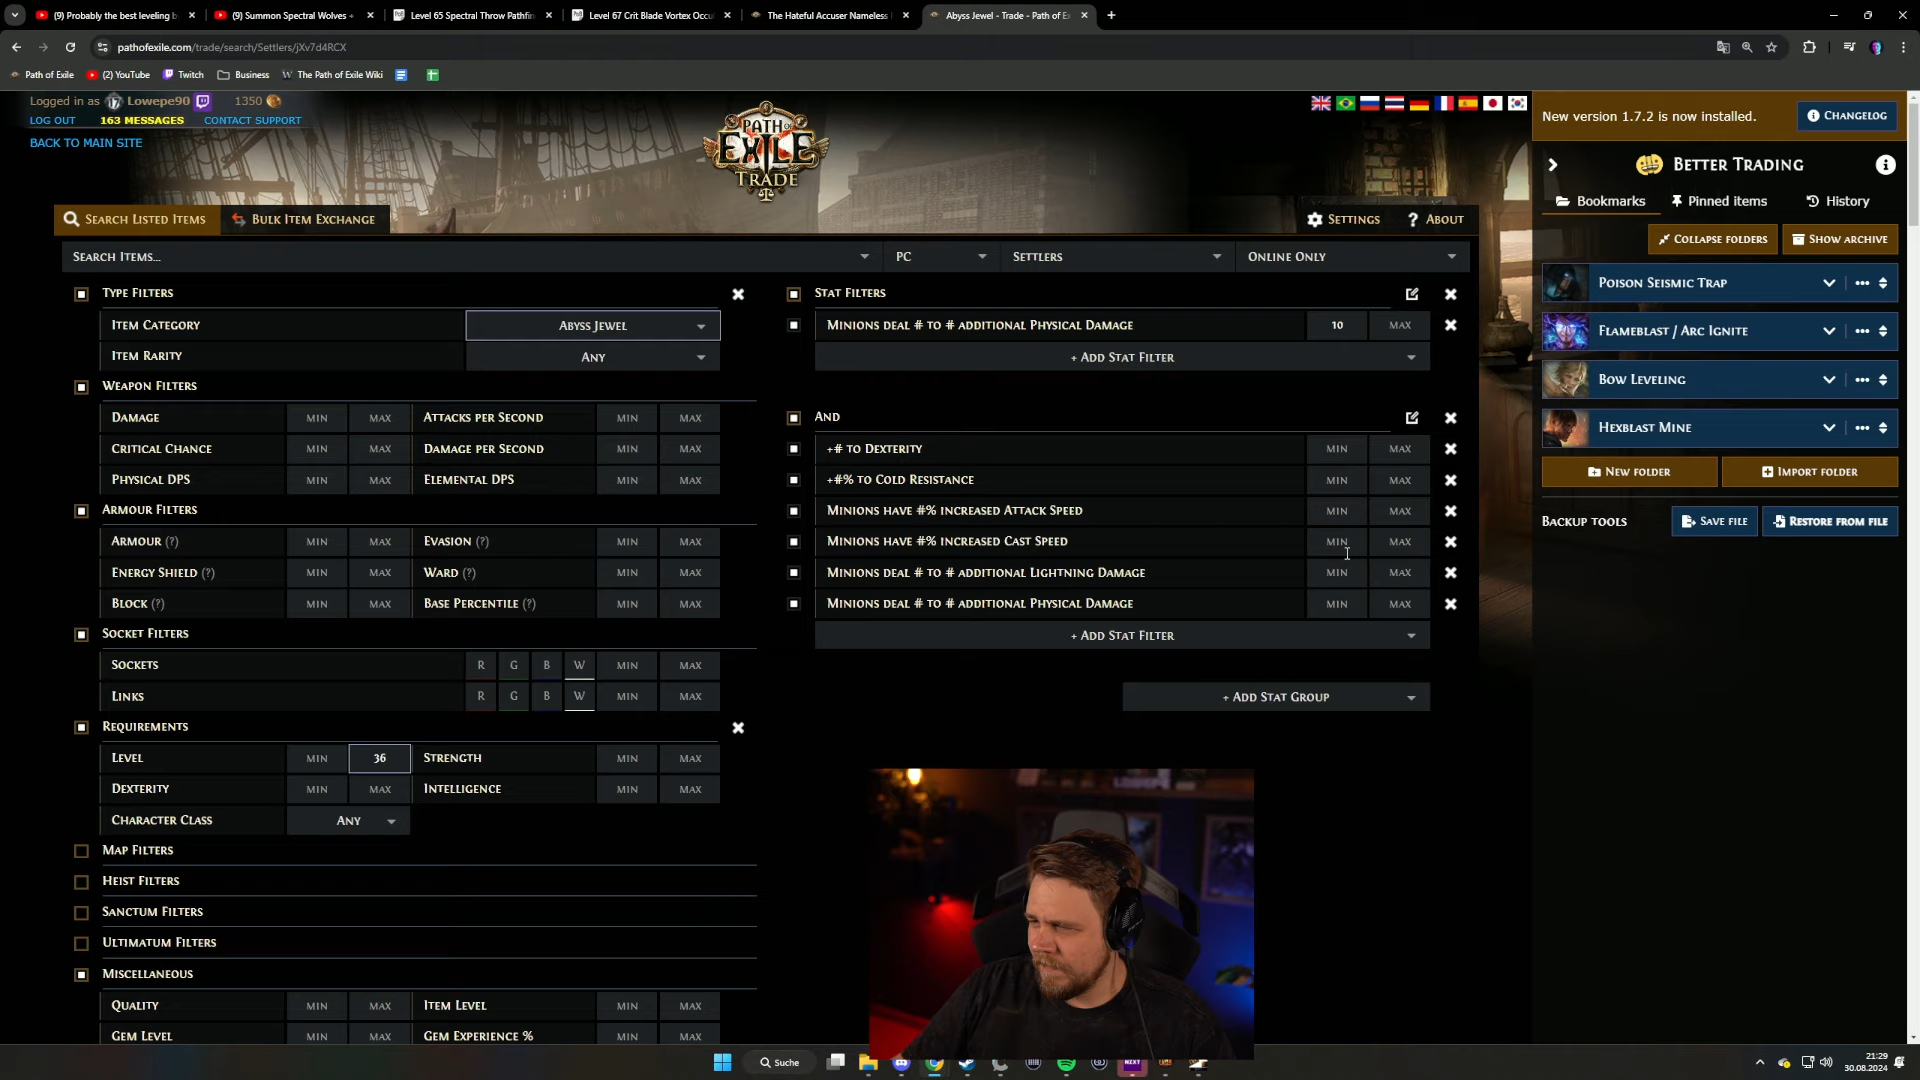 (9) Probably the best leveling b
(9) Summon Spectral Wolves +
Level 65 Spectral Throw Pathfin
Level 67 Crit Blade Vortex Occu
The Hateful Accuser Nameless
Abyss Jewel - Trade - Path of Ex
pathofexile.com/trade/search/Settlers/jXv7d4RCX
Path of Exile
(2) YouTube
Twitch
Business
The Path of Exile Wiki
Logged in as Lowepe90 1350
LOG OUT 163 MESSAGES CONTACT SUPPORT
BACK TO MAIN SITE
PATH OF EXILE TRADE
New version 1.7.2 is now installed.
CHANGELOG
BETTER TRADING
Bookmarks Pinned items History
COLLAPSE FOLDERS SHOW ARCHIVE
SEARCH LISTED ITEMS BULK ITEM EXCHANGE SETTINGS ? ABOUT
SEARCH ITEMS... PC SETTLERS ONLINE ONLY
TYPE FILTERS
ITEM CATEGORY ABYSS JEWEL
ITEM RARITY ANY
WEAPON FILTERS
DAMAGE MIN MAX ATTACKS PER SECOND MIN MAX
CRITICAL CHANCE MIN MAX DAMAGE PER SECOND MIN MAX
PHYSICAL DPS MIN MAX ELEMENTAL DPS MIN MAX
ARMOUR FILTERS
ARMOUR (?) MIN MAX EVASION (?) MIN MAX
ENERGY SHIELD (?) MIN MAX WARD (?) MIN MAX
BLOCK (?) MIN MAX BASE PERCENTILE (?) MIN MAX
SOCKET FILTERS
SOCKETS R G B W MIN MAX
LINKS R G B W MIN MAX
REQUIREMENTS
LEVEL MIN 36 STRENGTH MIN MAX
DEXTERITY MIN MAX INTELLIGENCE MIN MAX
CHARACTER CLASS ANY
MAP FILTERS
HEIST FILTERS
SANCTUM FILTERS
ULTIMATUM FILTERS
MISCELLANEOUS
QUALITY MIN MAX ITEM LEVEL MIN MAX
GEM LEVEL MIN MAX GEM EXPERIENCE % MIN MAX
STAT FILTERS
MINIONS DEAL # TO # ADDITIONAL PHYSICAL DAMAGE 10 MAX
+ ADD STAT FILTER
AND
+# TO DEXTERITY MIN MAX
+#% TO COLD RESISTANCE MIN MAX
MINIONS HAVE #% INCREASED ATTACK SPEED MIN MAX
MINIONS HAVE #% INCREASED CAST SPEED MIN MAX
MINIONS DEAL # TO # ADDITIONAL LIGHTNING DAMAGE MIN MAX
MINIONS DEAL # TO # ADDITIONAL PHYSICAL DAMAGE MIN MAX
+ ADD STAT FILTER
+ ADD STAT GROUP
POISON SEISMIC TRAP
FLAMEBLAST / ARC IGNITE
BOW LEVELING
HEXBLAST MINE
NEW FOLDER IMPORT FOLDER
BACKUP TOOLS SAVE FILE RESTORE FROM FILE
Suche
21:29
30.08.2024